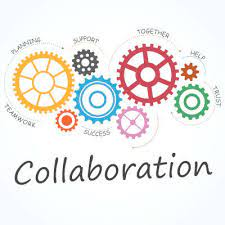 PLANNING
SUPPORT
TOGETHER
HELP
TRUST
TEAMWORK
SUCCESS
Collaboration